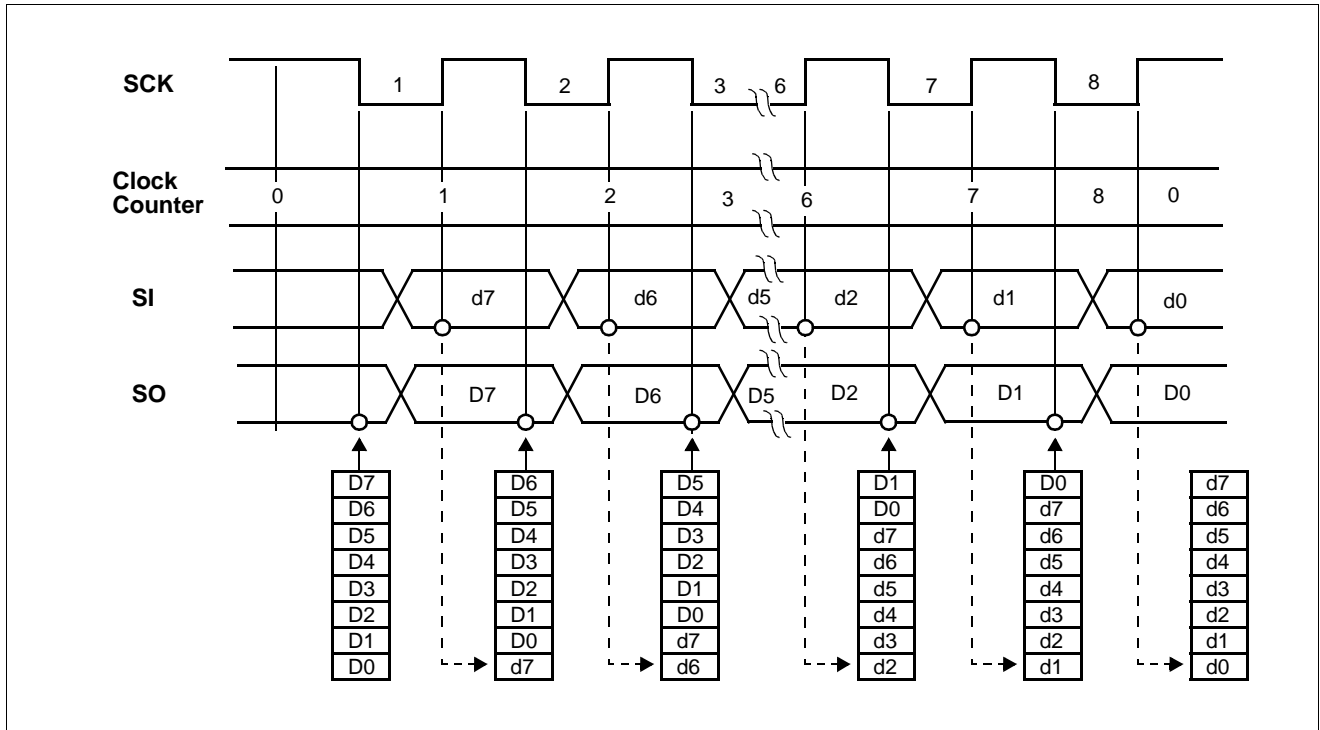 SCK 1 2 3 6 7 8
Clock
Counter
0 1 2 3 6 7 8 0
SI d7 d6 d5 d2 d1 d0
SO D7 D6 D5 D2 D1 D0
D7 D6 D5 D1 D0 d7
D6 D5 D4 D0 d7 d6
D5 D4 D3 d7 d6 d5
D4 D3 D2 d6 d5 d4
D3 D2 D1 d5 d4 d3
D2 D1 D0 d4 d3 d2
D1 D0 d7 d3 d2 d1
D0 d7 d6 d2 d1 d0